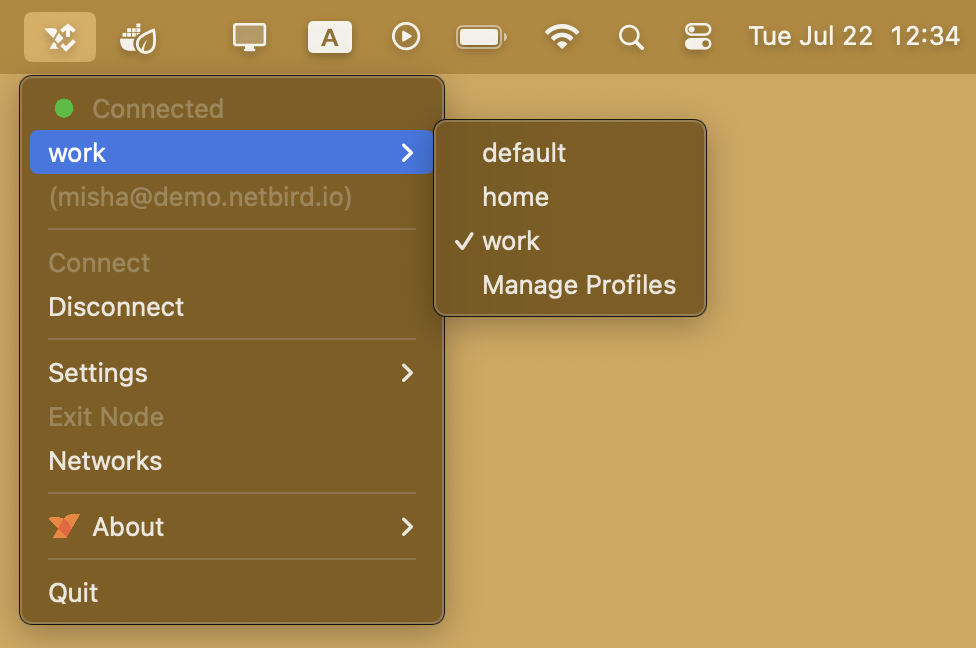 A
Tue Jul 22 12:34
Connected
work
(misha@demo.netbird.io)
Connect
Disconnect
Settings
Exit Node
Networks
About
Quit
default
home
work
Manage Profiles